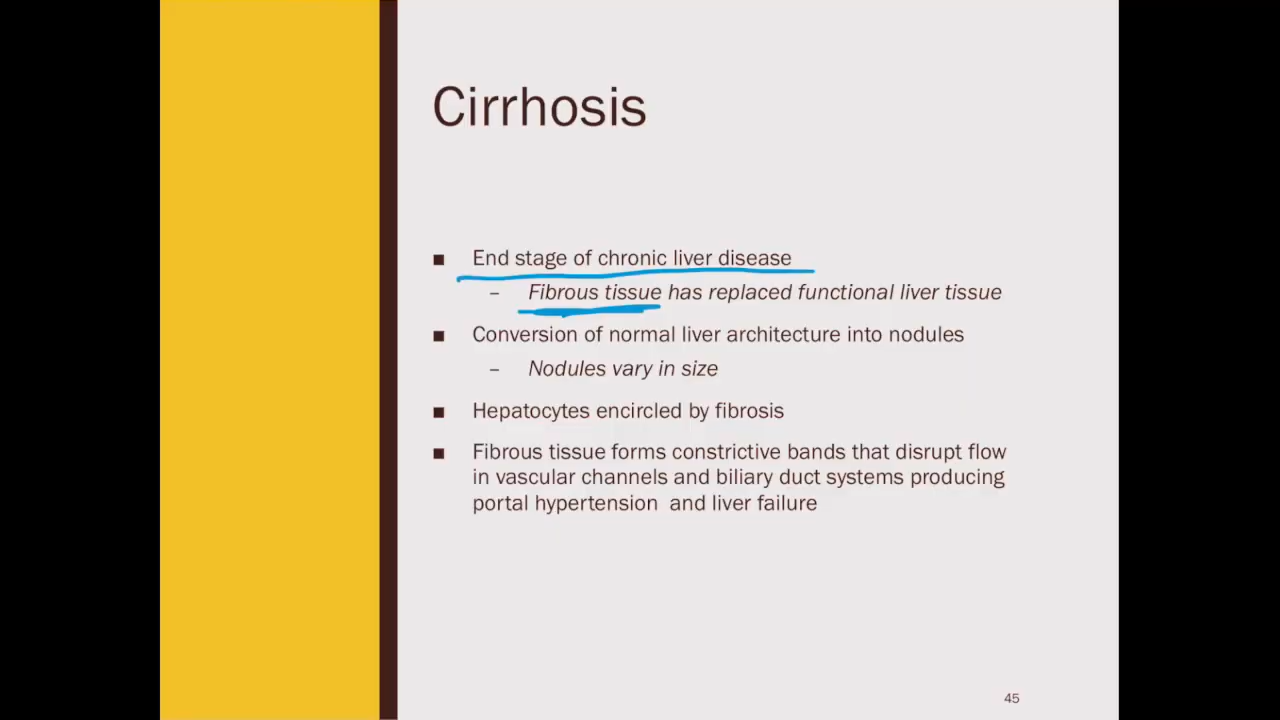 Cirrhosis
■ End stage of chronic liver disease
– Fibrous tissue has replaced functional liver tissue
■ Conversion of normal liver architecture into nodules
– Nodules vary in size
■ Hepatocytes encircled by fibrosis
■ Fibrous tissue forms constrictive bands that disrupt flow
in vascular channels and biliary duct systems producing
portal hypertension and liver failure
45